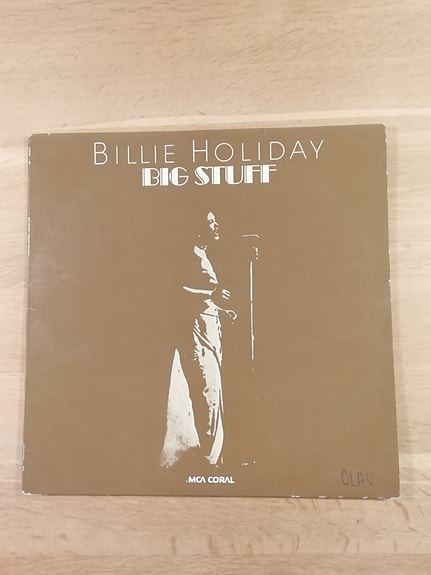 BILLIE HOLIDAY
BIG STUFF
MCA CORAL